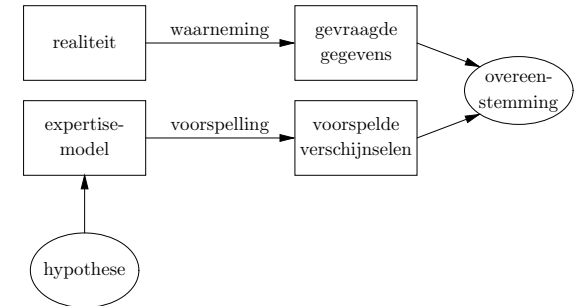 realiteit
waarneming
gevraagde
gegevens
overeen-
stemming
expertise-
model
voorspelling
voorspelde
verschijnselen
hypothese